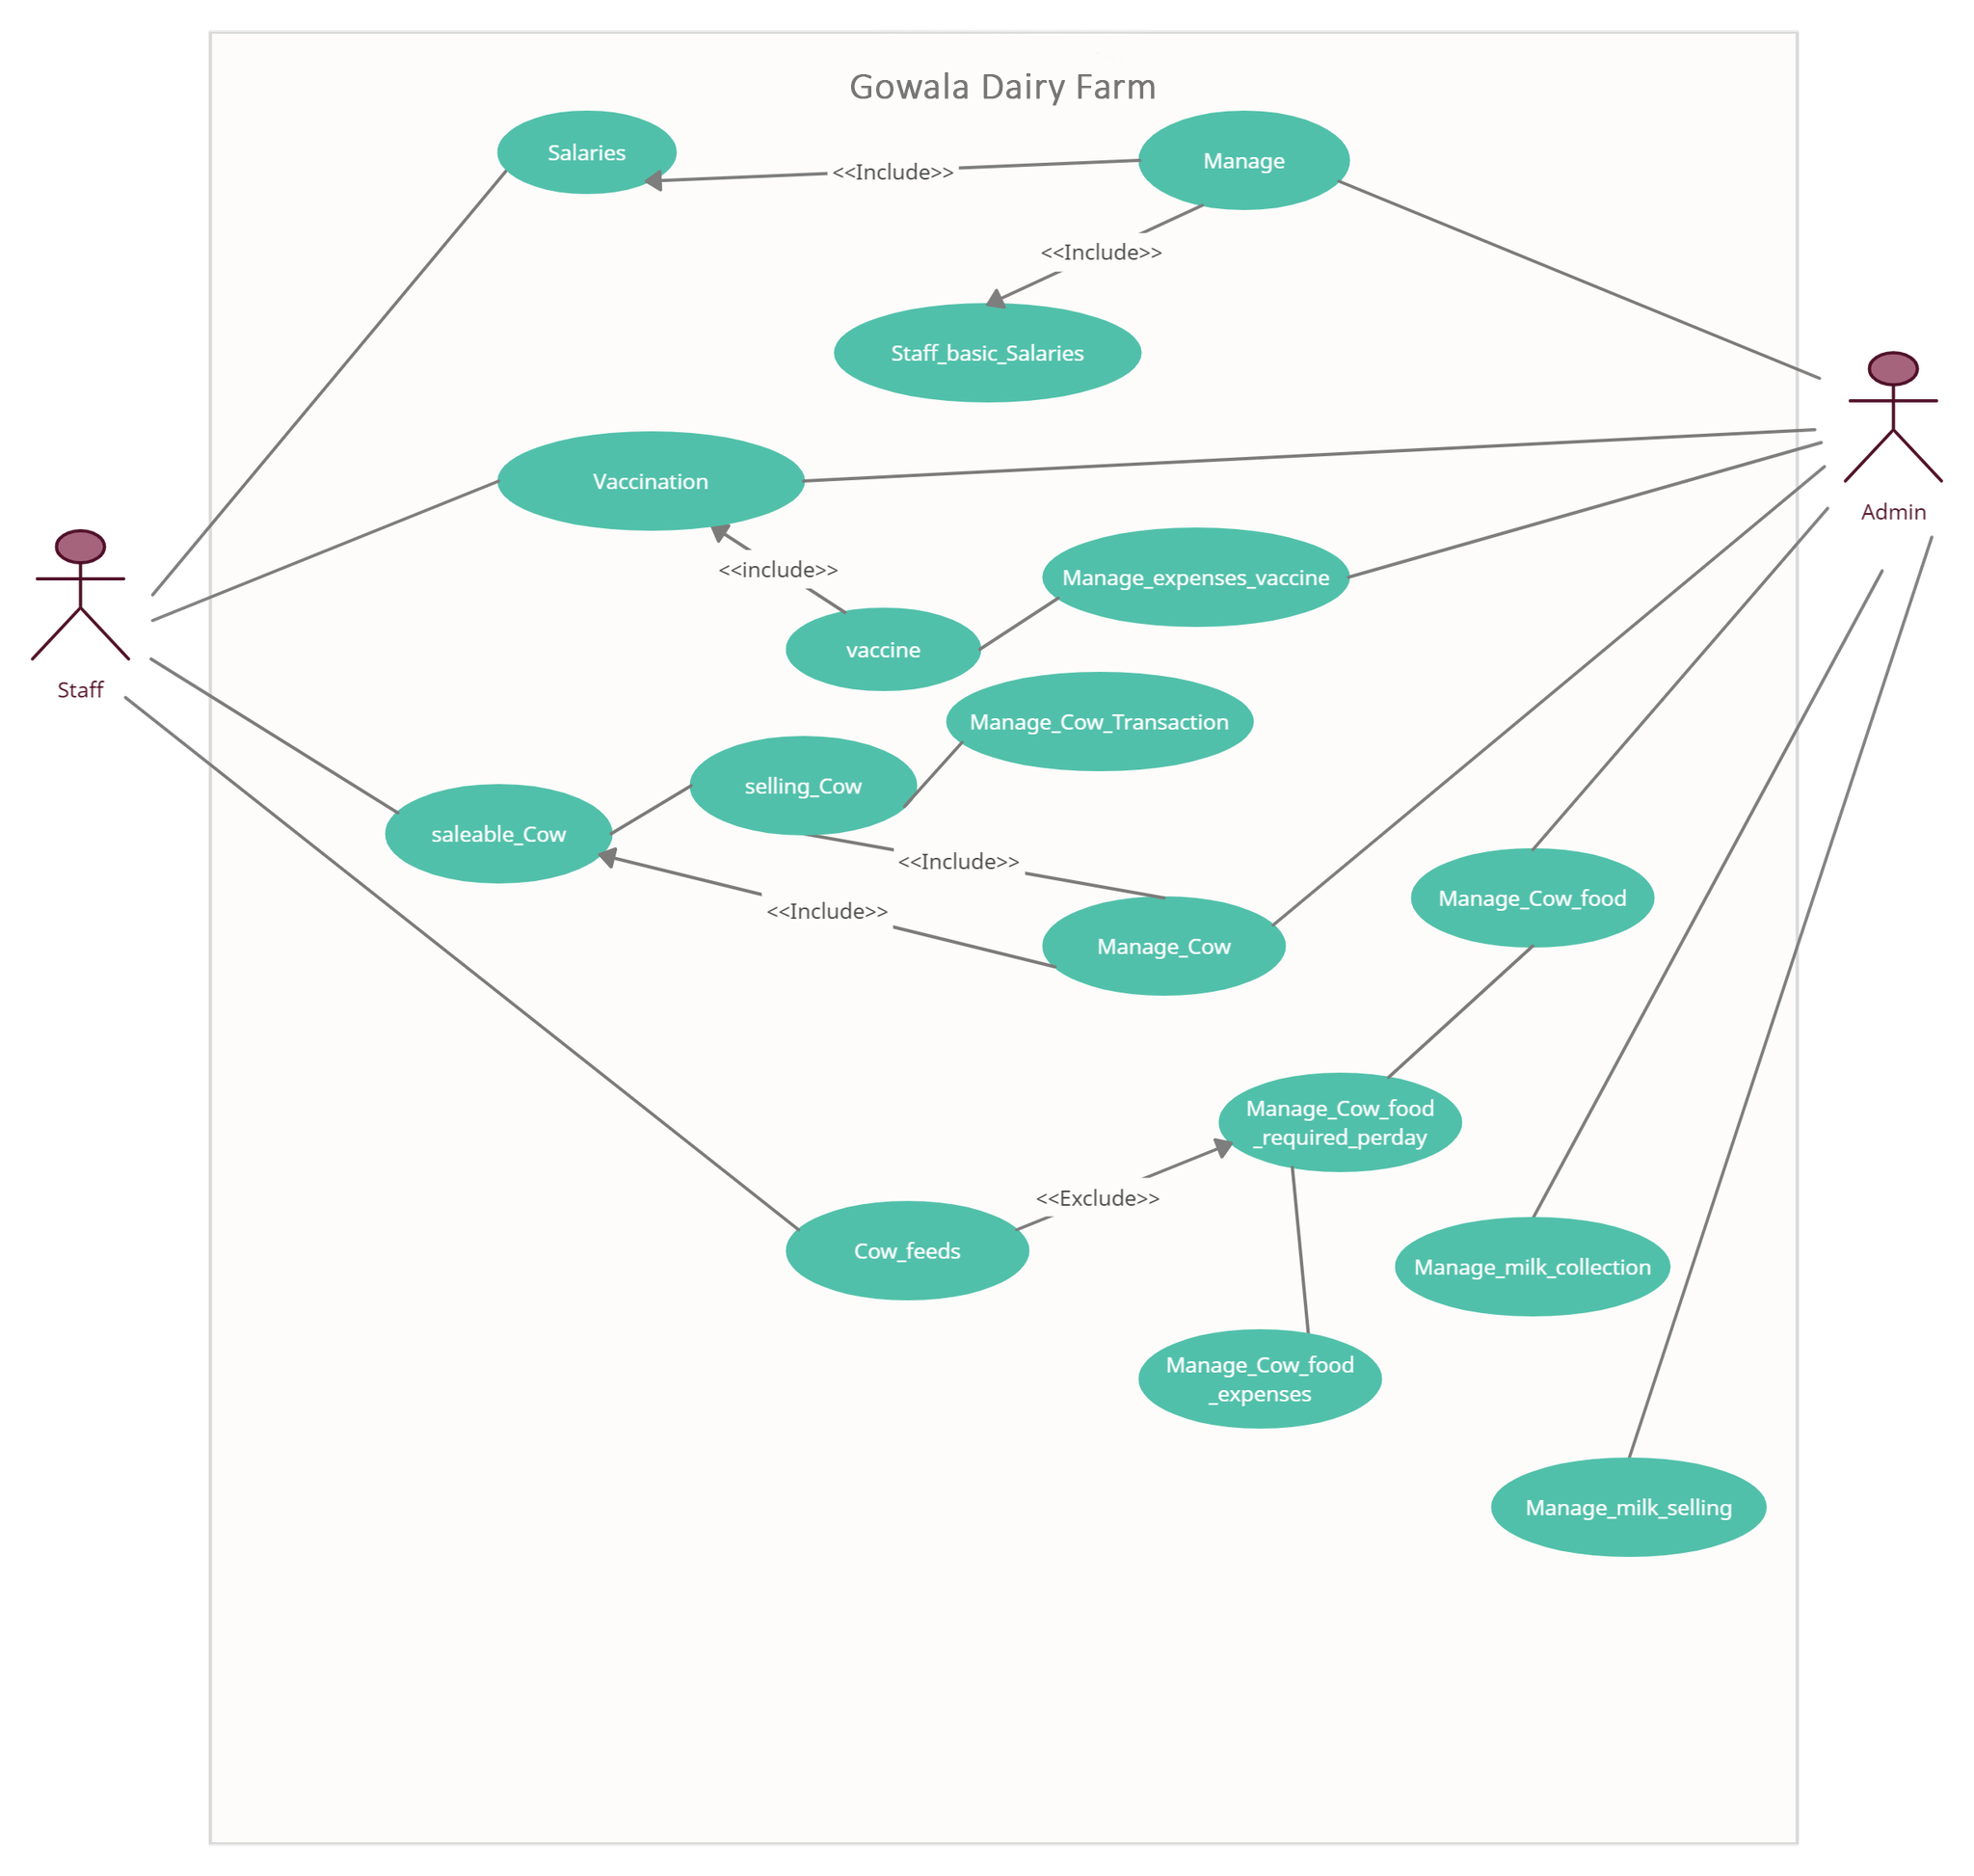 Gowala Dairy Farm
Salaries
Manage
<<Include>>
<<Include>>
Staff_basic_Salaries
Vaccination
Admin
<<include>>
Manage_expenses_vaccine
vaccine
Staff
Manage_Cow_Transaction
selling_Cow
saleable_Cow
<<Include>>
<<Include>>
Manage_Cow_food
Manage_Cow
Manage_Cow_food
_required_perday
<<Exclude>>
Cow_feeds
Manage_milk_collection
Manage_Cow_food
_expenses
Manage_milk_selling